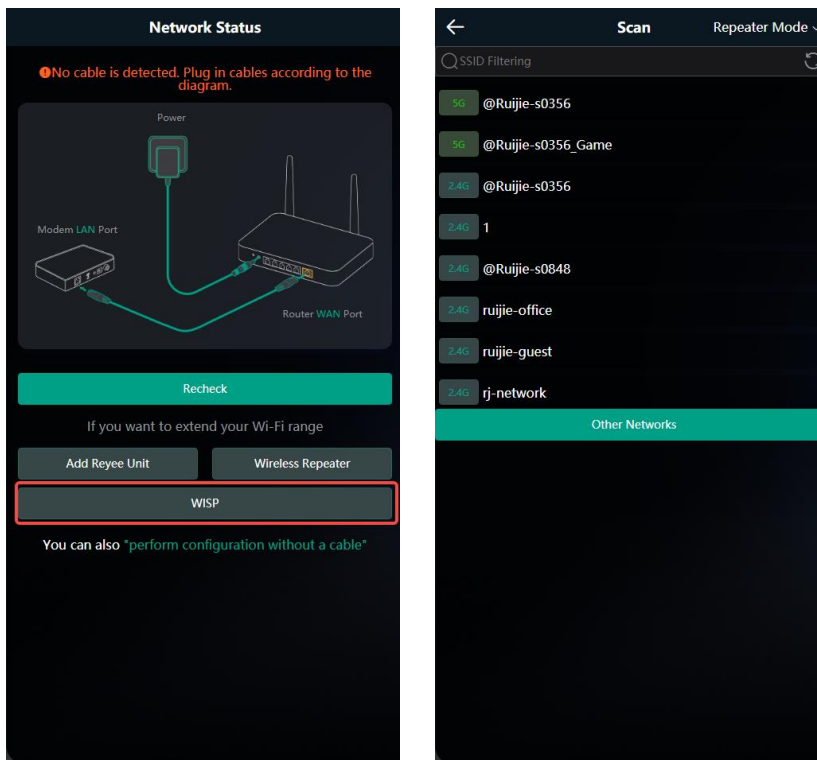 Network Status
No cable is detected. Plug in cables according to the
diagram.
Power
Modem LAN Port
Router WAN Port
Recheck
If you want to extend your Wi-Fi range
Add Reyee Unit
Wireless Repeater
WISP
You can also "perform configuration without a cable"
Scan
Repeater Mode
SSID Filtering
5G @Ruijie-s0356
5G @Ruijie-s0356_Game
2.4G @Ruijie-s0356
2.4G 1
2.4G @Ruijie-s0848
2.4G ruijie-office
2.4G ruijie-guest
2.4G rj-network
Other Networks